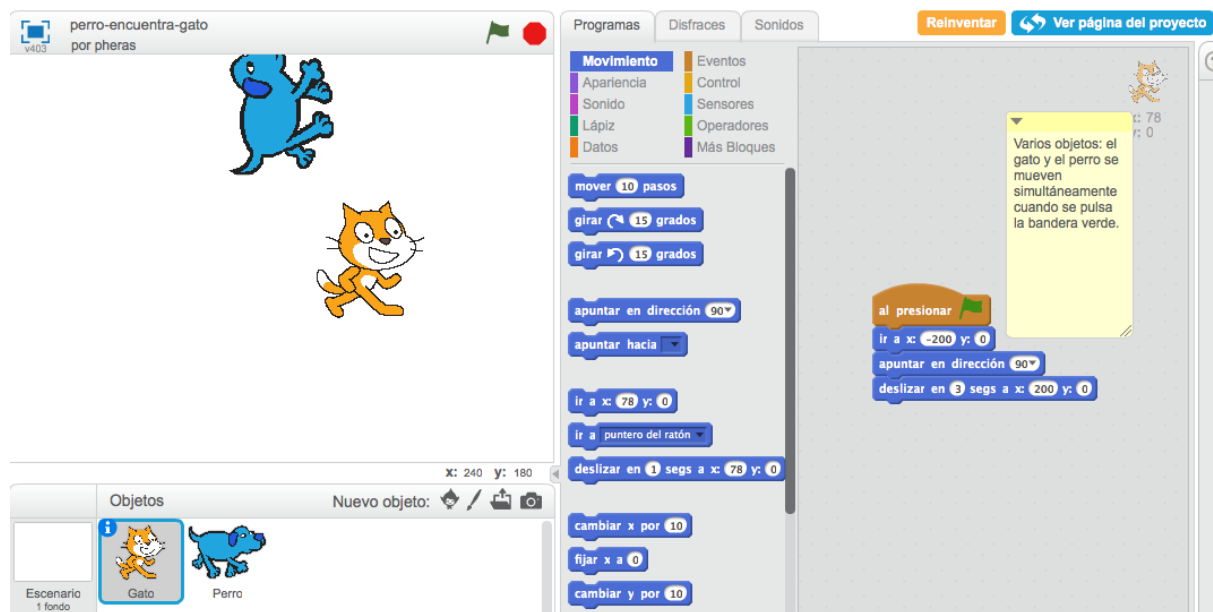 perro-encuentra-gato
por pheras
v403
Programas
Disfraces
Sonidos
Reinventar
Ver página del proyecto
Movimiento
Apariencia
Sonido
Lápiz
Datos
Eventos
Control
Sensores
Operadores
Más Bloques
mover 10 pasos
girar 15 grados
girar 15 grados
apuntar en dirección 90
apuntar hacia
ir a x: 78 y: 0
ir a puntero del ratón
deslizar en 1 segs a x: 78 y: 0
cambiar x por 10
fijar x a 0
cambiar y por 10
x: 78
y: 0
Varios objetos: el
gato y el perro se
mueven
simultáneamente
cuando se pulsa
la bandera verde.
al presionar
ir a x: -200 y: 0
apuntar en dirección 90
deslizar en 3 segs a x: 200 y: 0
x: 240 y: 180
Objetos
Nuevo objeto:
Escenario
1 fondo
Gato
Perro